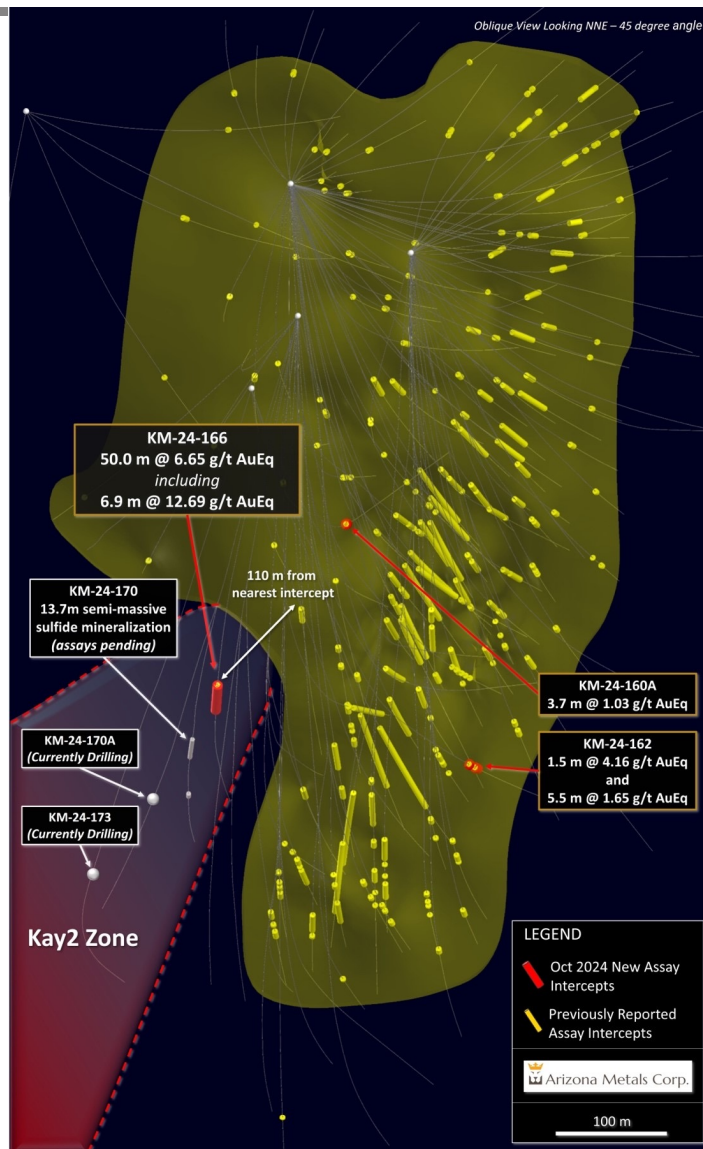 Oblique View Looking NNE – 45 degree angle
KM-24-166
50.0 m @ 6.65 g/t AuEq
including
6.9 m @ 12.69 g/t AuEq
110 m from
nearest intercept
KM-24-170
13.7m semi-massive
sulfide mineralization
(assays pending)
KM-24-160A
3.7 m @ 1.03 g/t AuEq
KM-24-170A
(Currently Drilling)
KM-24-162
1.5 m @ 4.16 g/t AuEq
and
5.5 m @ 1.65 g/t AuEq
KM-24-173
(Currently Drilling)
Kay2 Zone
LEGEND
Oct 2024 New Assay
Intercepts
Previously Reported
Assay Intercepts
Arizona Metals Corp.
100 m